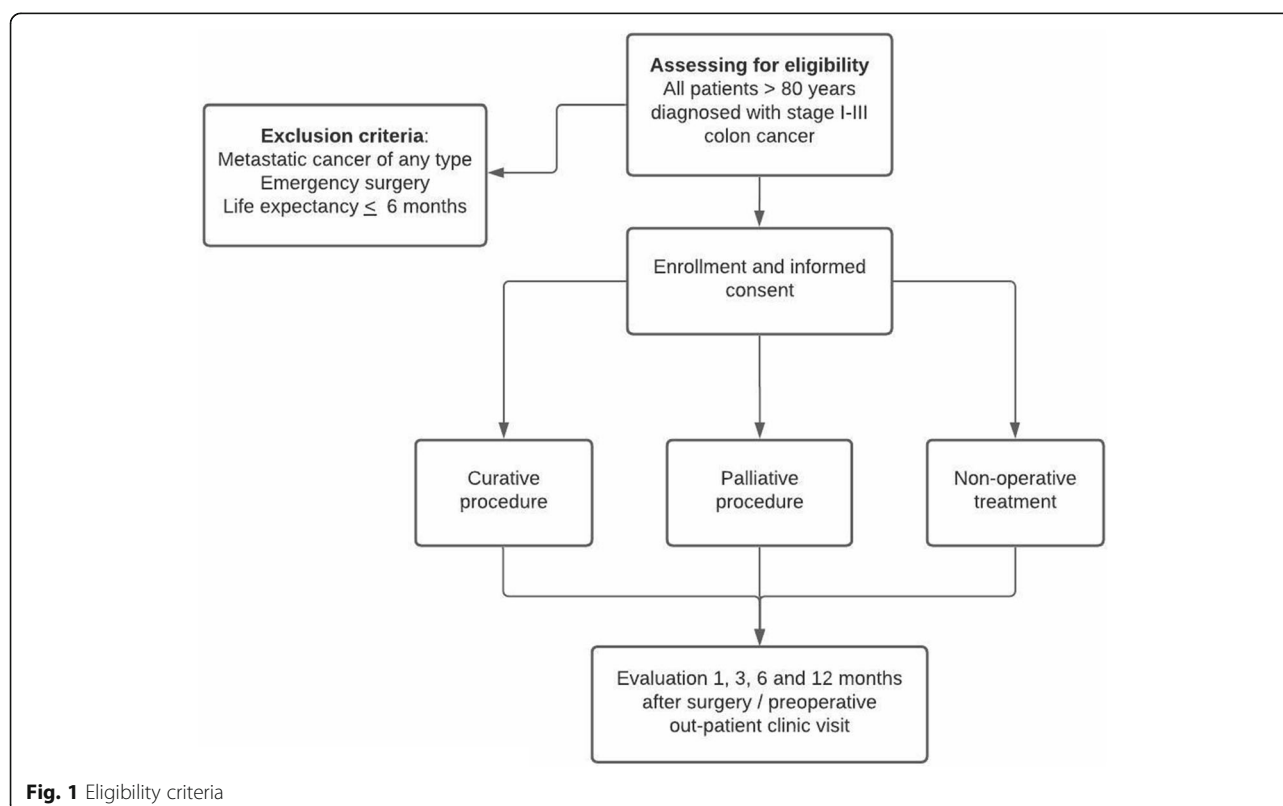 Assessing for eligibility
All patients > 80 years
diagnosed with stage I-III
colon cancer
Exclusion criteria:
Metastatic cancer of any type
Emergency surgery
Life expectancy ≤ 6 months
Enrollment and informed
consent
Curative
procedure
Palliative
procedure
Non-operative
treatment
Evaluation 1, 3, 6 and 12 months
after surgery / preoperative
out-patient clinic visit
Fig. 1 Eligibility criteria